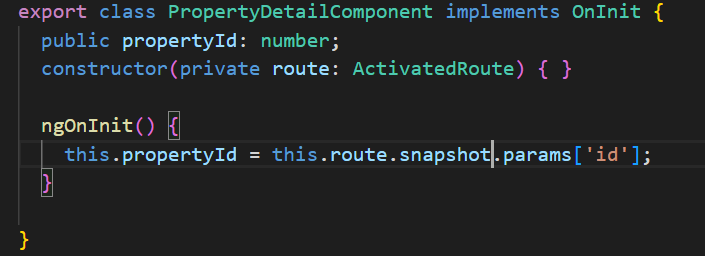 export class PropertyDetailComponent implements OnInit {
public propertyId: number;
constructor(private route: ActivatedRoute) { }
ngOnInit() {
this.propertyId = this.route.snapshot.params['id'];
}
}